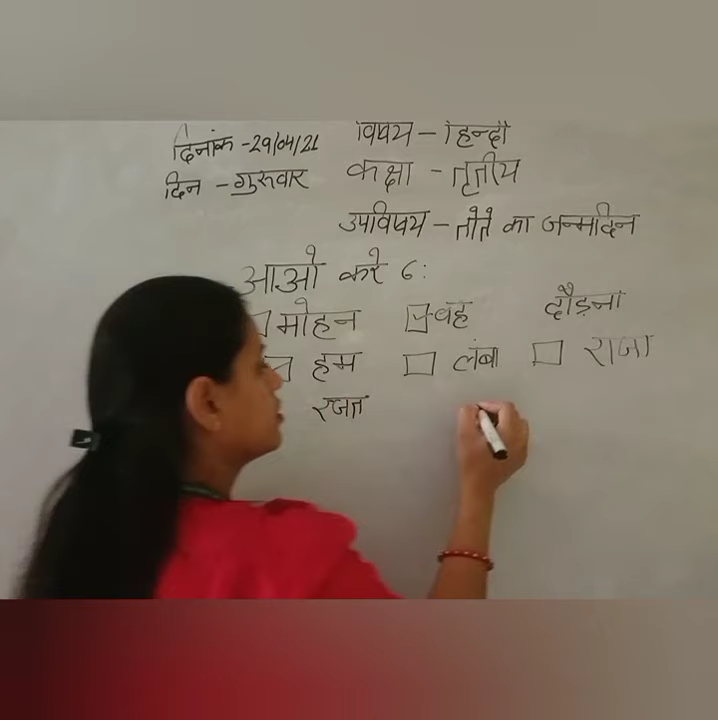 दिनांक -29/04/21 विषय - हिन्दी
दिन - गुरुवार कक्षा - तृतीय
उपविषय - तोते का जन्मदिन
आओ करे 6:
मोहन वह दौड़ना
हम लंबा राजा
रजत